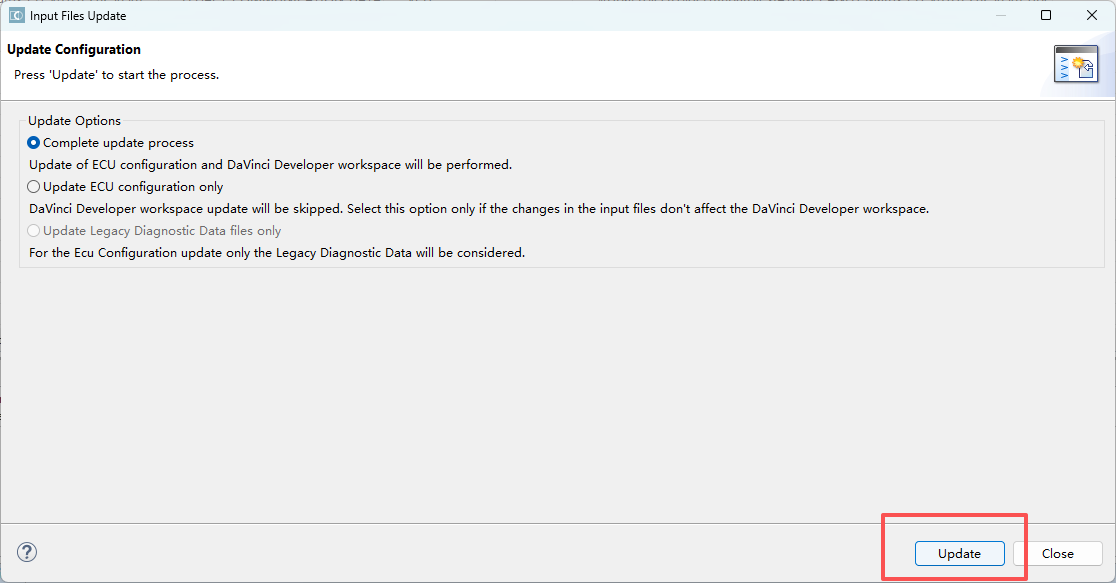 Input Files Update
Update Configuration
Press 'Update' to start the process.
Update Options
Complete update process
Update of ECU configuration and DaVinci Developer workspace will be performed.
Update ECU configuration only
DaVinci Developer workspace update will be skipped. Select this option only if the changes in the input files don't affect the DaVinci Developer workspace.
Update Legacy Diagnostic Data files only
For the Ecu Configuration update only the Legacy Diagnostic Data will be considered.
?
Update
Close